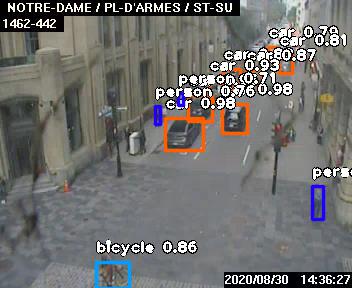 NOTRE-DAME / PL-D'ARMES / ST-SU
1462-442
car 0.79
car 0.81
car 0.87
car 0.93
person 0.71
person 0.76
0.98
car 0.98
perso
bicycle 0.86
2020/08/30 14:36:27